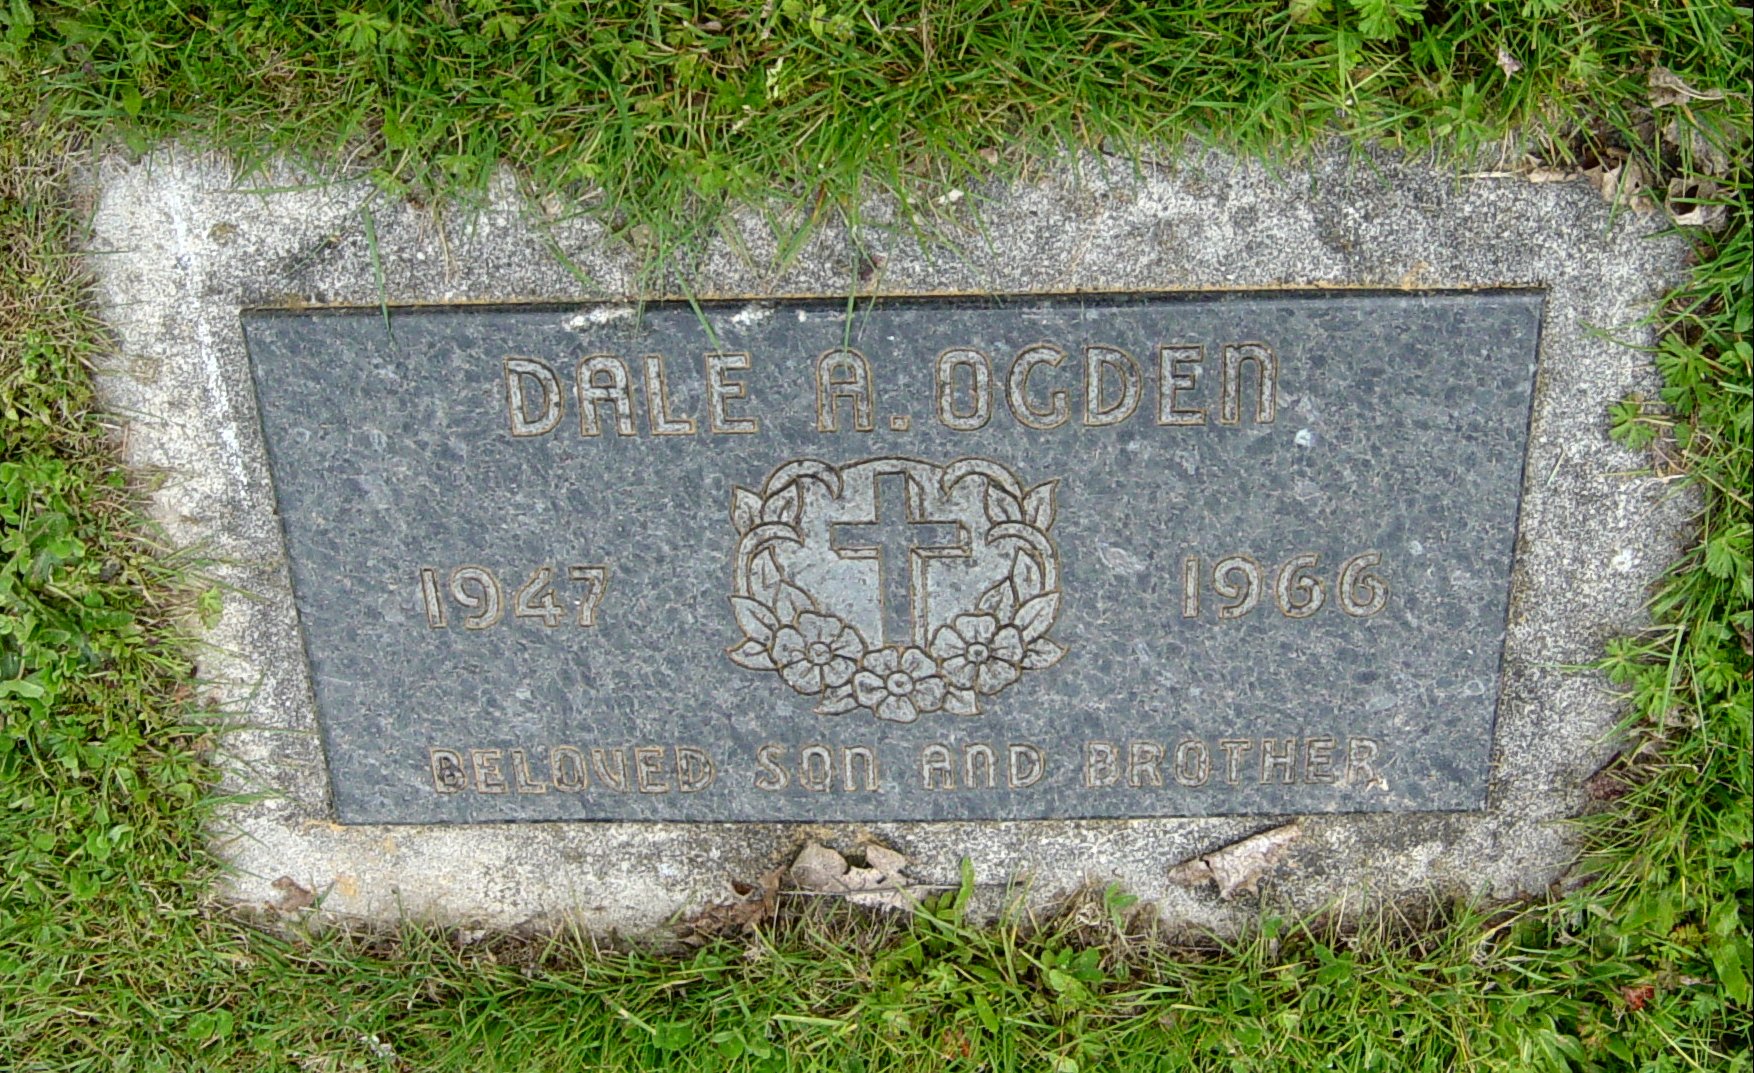 DALE A. OGDEN
1947 1966
BELOVED SON AND BROTHER